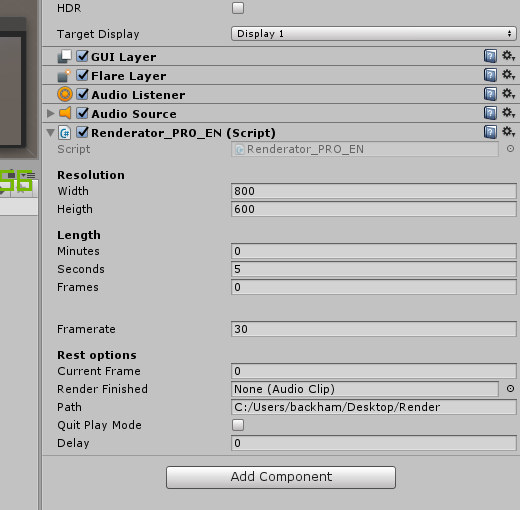 HDR
Target Display Display 1
GUI Layer
Flare Layer
Audio Listener
Audio Source
Renderator_PRO_EN (Script)
Script Renderator_PRO_EN
Resolution
Width 800
Heigth 600
Length
Minutes 0
Seconds 5
Frames 0
Framerate 30
Rest options
Current Frame 0
Render Finished None (Audio Clip)
Path C:/Users/backham/Desktop/Render
Quit Play Mode
Delay 0
Add Component